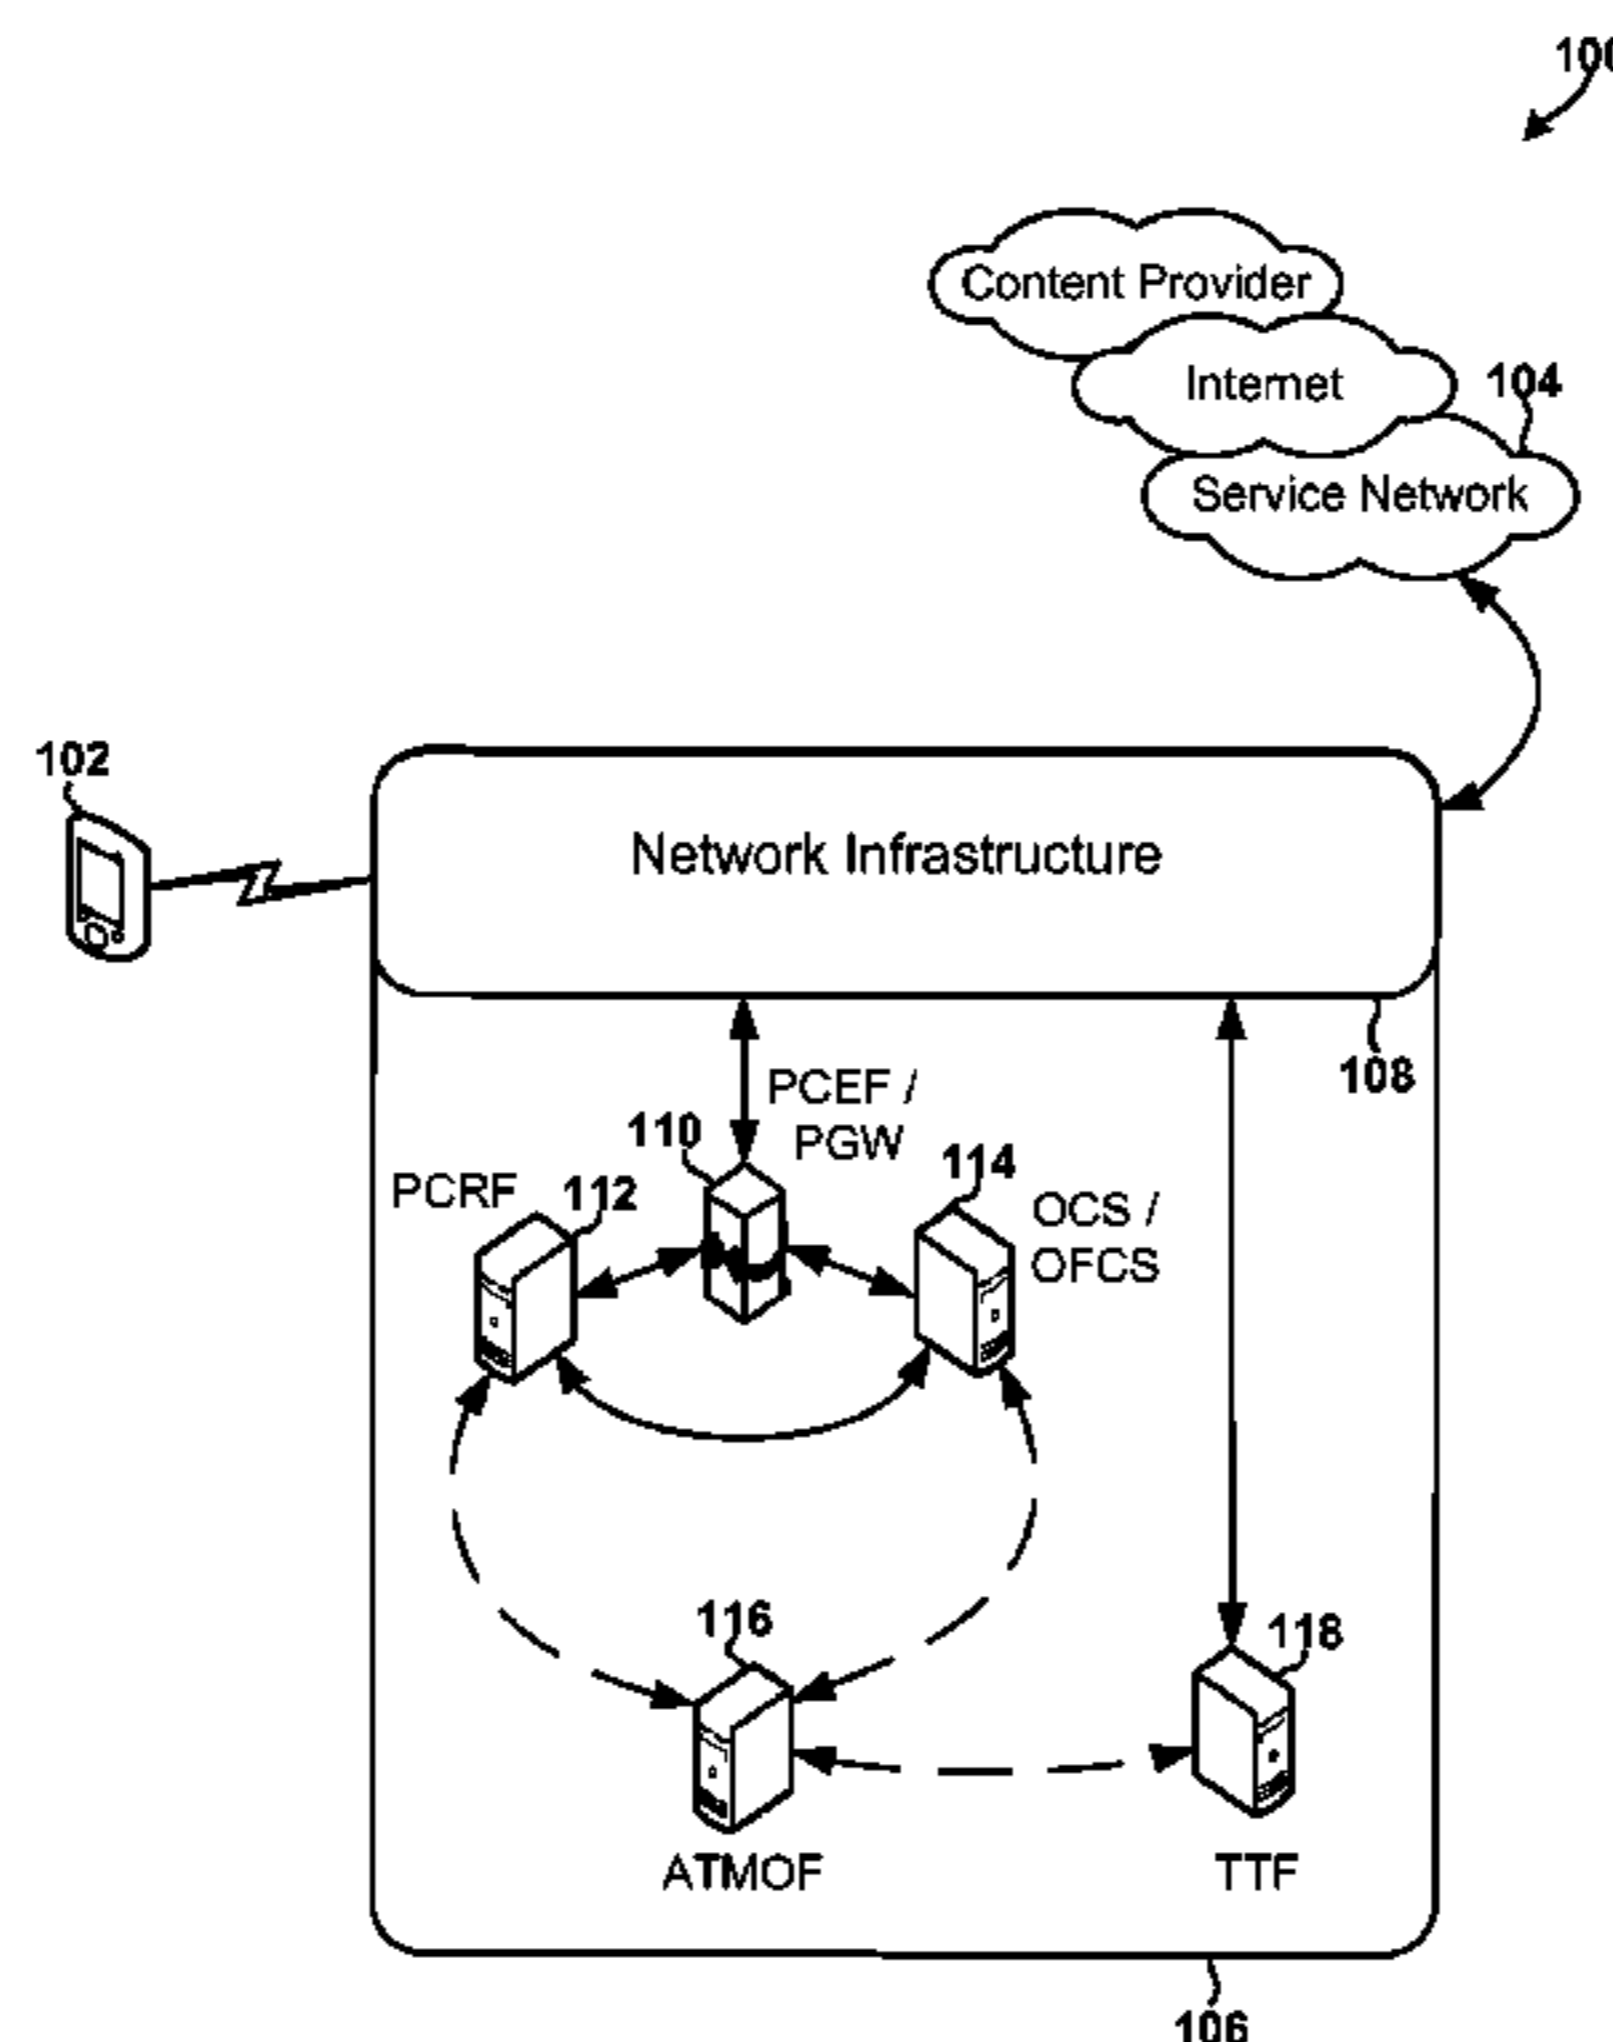 100
Content Provider
Internet
104
Service Network
102
Network Infrastructure
108
PCEF /
PGW
110
PCRF
112
114
OCS /
OFCS
116
118
ATMOF
TTF
106